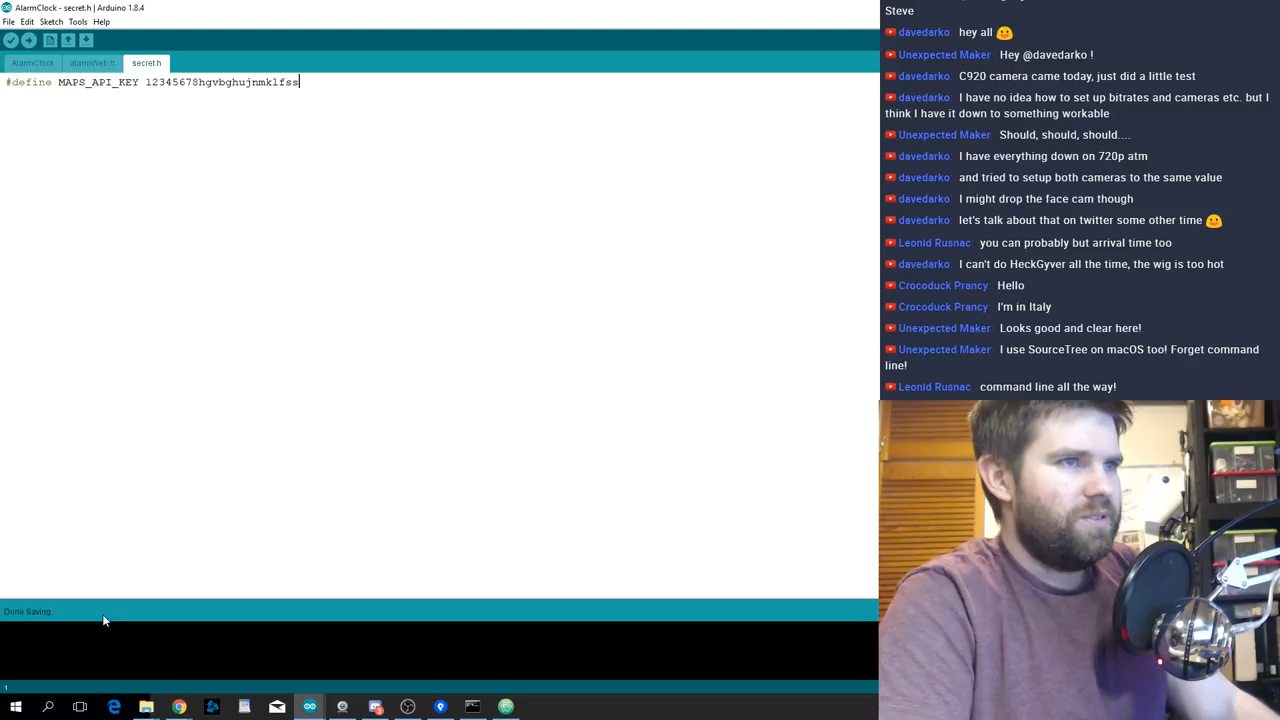 AlarmClock - secret.h | Arduino 1.8.4
File Edit Sketch Tools Help
AlarmClock alarmWeb.h secret.h
#define MAPS_API_KEY 12345678hgvbghujnmklfss
Done Saving.
1
Steve
davedarko hey all
Unexpected Maker Hey @davedarko !
davedarko C920 camera came today, just did a little test
davedarko I have no idea how to set up bitrates and cameras etc. but I
think I have it down to something workable
Unexpected Maker Should, should, should....
davedarko I have everything down on 720p atm
davedarko and tried to setup both cameras to the same value
davedarko I might drop the face cam though
davedarko let's talk about that on twitter some other time
Leonid Rusnac you can probably but arrival time too
davedarko I can't do HeckGyver all the time, the wig is too hot
Crocoduck Prancy Hello
Crocoduck Prancy I'm in Italy
Unexpected Maker Looks good and clear here!
Unexpected Maker I use SourceTree on macOS too! Forget command
line!
Leonid Rusnac command line all the way!